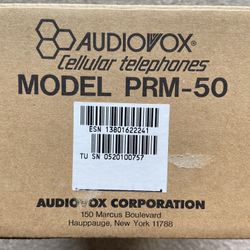 AUDIOVOX®
Cellular telephones
MODEL PRM-50
ESN 13801622241
TU SN 0520100757
AUDIOVOX CORPORATION
150 Marcus Boulevard
Hauppauge, New York 11788